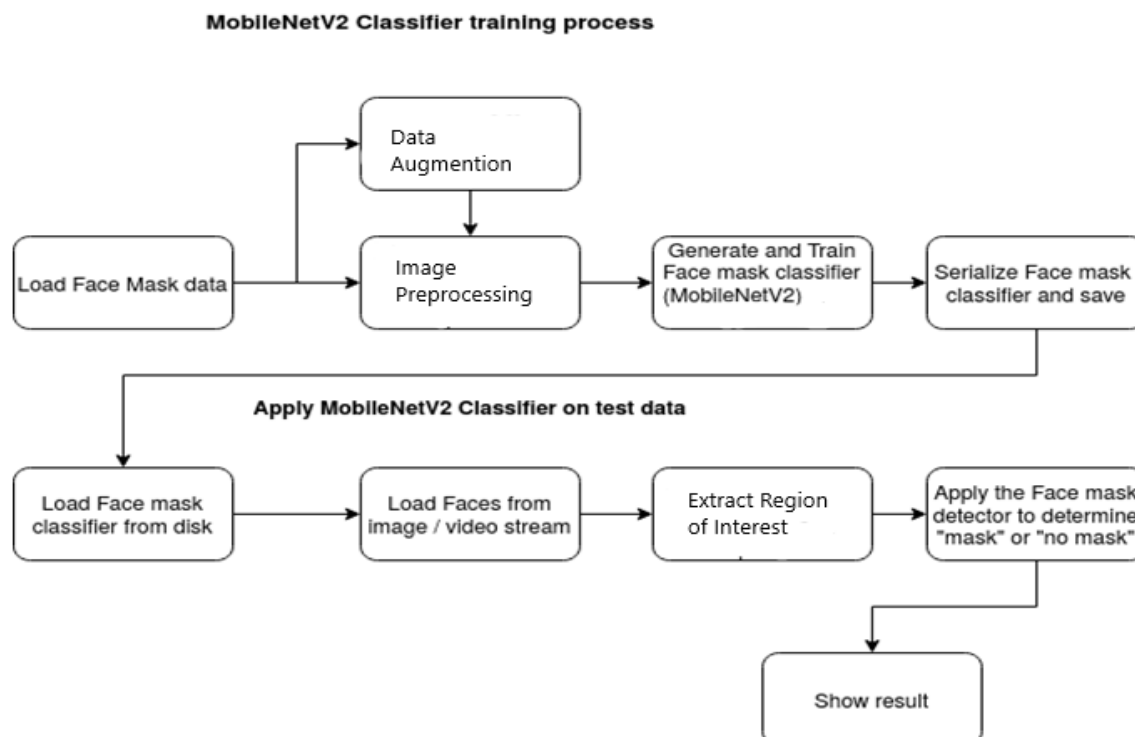 MobileNetV2 Classifier training process
Data
Augmention
Load Face Mask data
Image
Preprocessing
Generate and Train
Face mask classifier
(MobileNetV2)
Serialize Face mask
classifier and save
Apply MobileNetV2 Classifier on test data
Load Face mask
classifier from disk
Load Faces from
image / video stream
Extract Region
of Interest
Apply the Face mask
detector to determine
"mask" or "no mask"
Show result